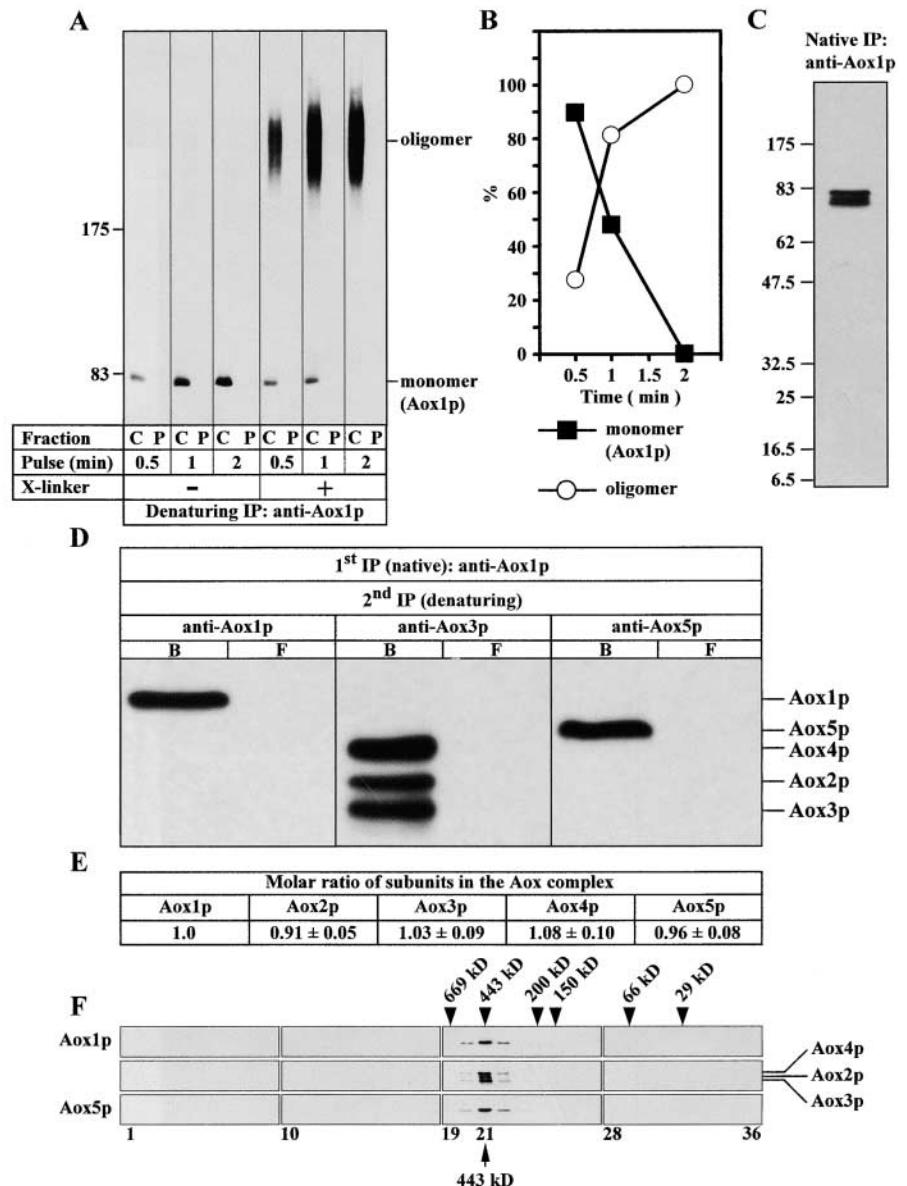 A
175
83
oligomer
monomer
(Aox1p)
Fraction C P C P C P C P C P C P
Pulse (min) 0.5 1 2 0.5 1 2
X-linker – +
Denaturing IP: anti-Aox1p
B
%
100
80
60
40
20
0
0.5 1 1.5 2
Time ( min )
monomer
(Aox1p)
oligomer
C
Native IP:
anti-Aox1p
175
83
62
47.5
32.5
25
16.5
6.5
D
1st IP (native): anti-Aox1p
2nd IP (denaturing)
anti-Aox1p anti-Aox3p anti-Aox5p
B F B F B F
Aox1p
Aox5p
Aox4p
Aox2p
Aox3p
E
Molar ratio of subunits in the Aox complex
Aox1p Aox2p Aox3p Aox4p Aox5p
1.0 0.91 ± 0.05 1.03 ± 0.09 1.08 ± 0.10 0.96 ± 0.08
F
669 kD 443 kD 200 kD 150 kD 66 kD 29 kD
Aox1p
Aox4p
Aox2p
Aox3p
Aox5p
1 10 19 21 28 36
443 kD